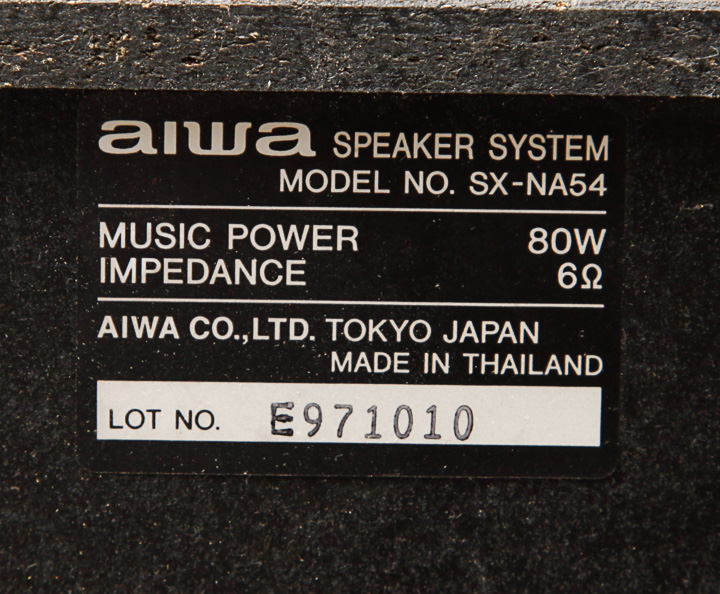 aiwa SPEAKER SYSTEM
MODEL NO. SX-NA54
MUSIC POWER 80W
IMPEDANCE 6Ω
AIWA CO.,LTD. TOKYO JAPAN
MADE IN THAILAND
LOT NO. E971010